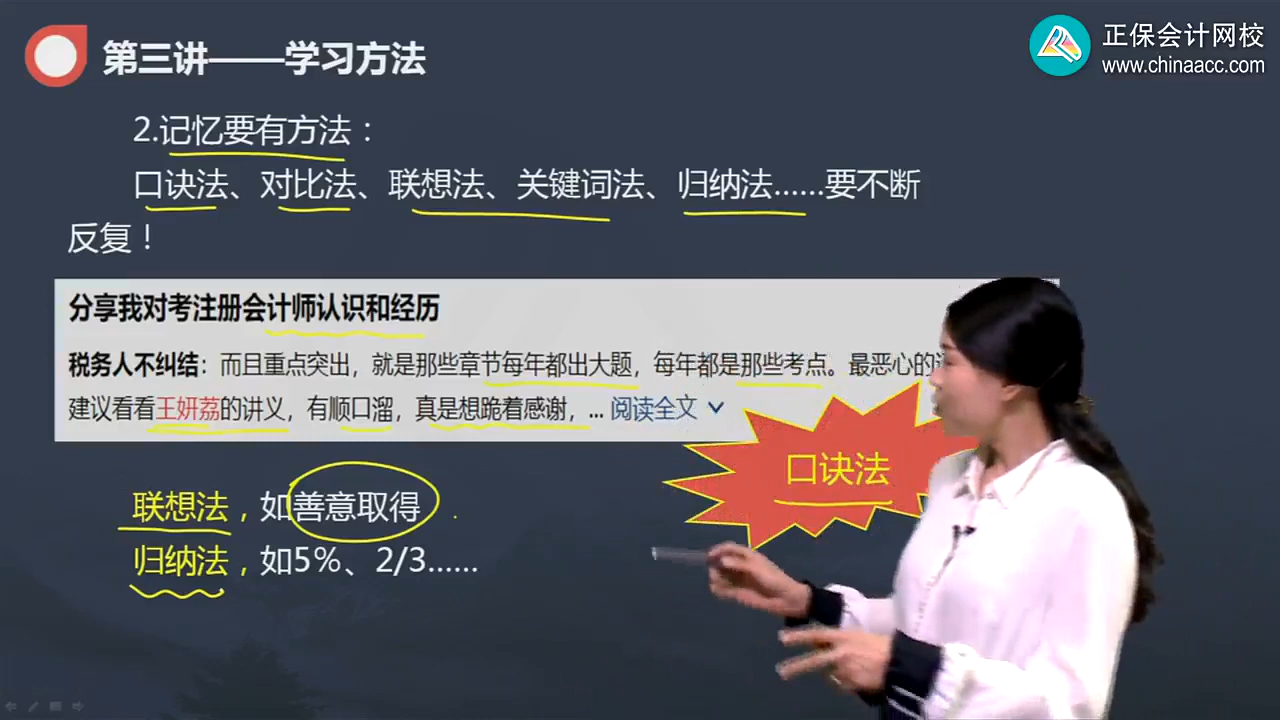 第三讲——学习方法
正保会计网校
www.chinaacc.com
2.记忆要有方法：
口诀法、对比法、联想法、关键词法、归纳法……要不断
反复！
分享我对考注册会计师认识和经历
税务人不纠结：而且重点突出，就是那些章节每年都出大题，每年都是那些考点。最恶心的
建议看看王妍荔的讲义，有顺口溜，真是想跪着感谢，... 阅读全文
口诀法
联想法，如善意取得
归纳法，如5%、2/3……